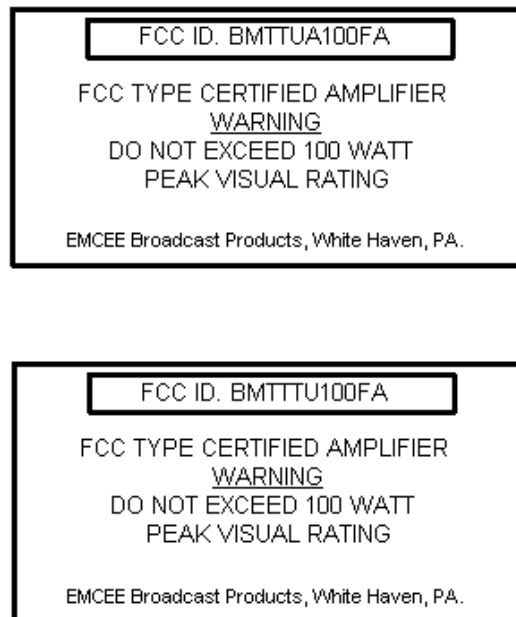 FCC ID. BMTTUA100FA
FCC TYPE CERTIFIED AMPLIFIER
WARNING
DO NOT EXCEED 100 WATT
PEAK VISUAL RATING
EMCEE Broadcast Products, White Haven, PA.
FCC ID. BMTTTU100FA
FCC TYPE CERTIFIED AMPLIFIER
WARNING
DO NOT EXCEED 100 WATT
PEAK VISUAL RATING
EMCEE Broadcast Products, White Haven, PA.